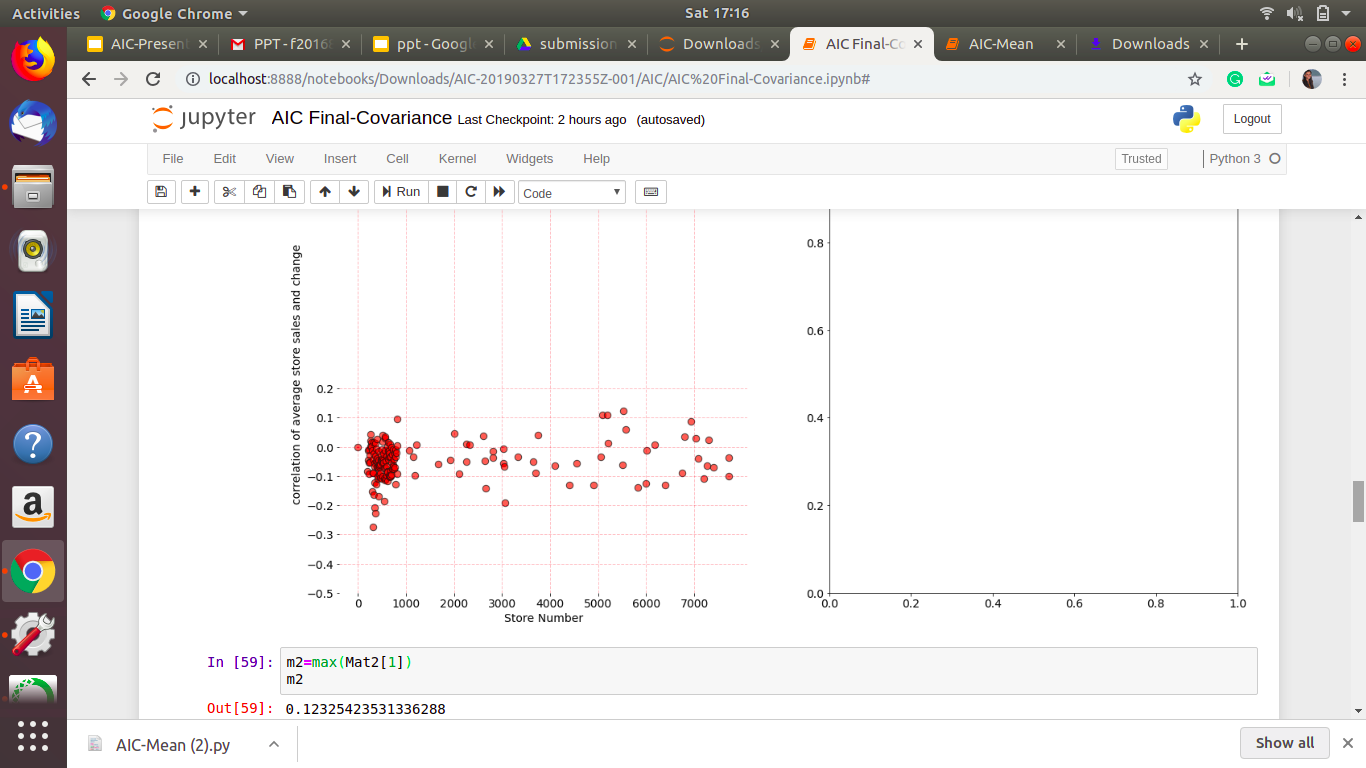 Activities Google Chrome Sat 17:16
AIC-Present PPT - f20168 ppt - Google submission Downloads AIC Final-Co AIC-Mean Downloads
localhost:8888/notebooks/Downloads/AIC-20190327T172355Z-001/AIC/AIC%20Final-Covariance.ipynb#
jupyter AIC Final-Covariance Last Checkpoint: 2 hours ago (autosaved) Logout
File Edit View Insert Cell Kernel Widgets Help Trusted Python 3
Run Code
correlation of average store sales and change
0.2
0.1
0.0
−0.1
−0.2
−0.3
−0.4
−0.5
0 1000 2000 3000 4000 5000 6000 7000
Store Number
0.8
0.6
0.4
0.2
0.0
0.0 0.2 0.4 0.6 0.8 1.0
In [59]: m2=max(Mat2[1])
m2
Out[59]: 0.12325423531336288
AIC-Mean (2).py Show all